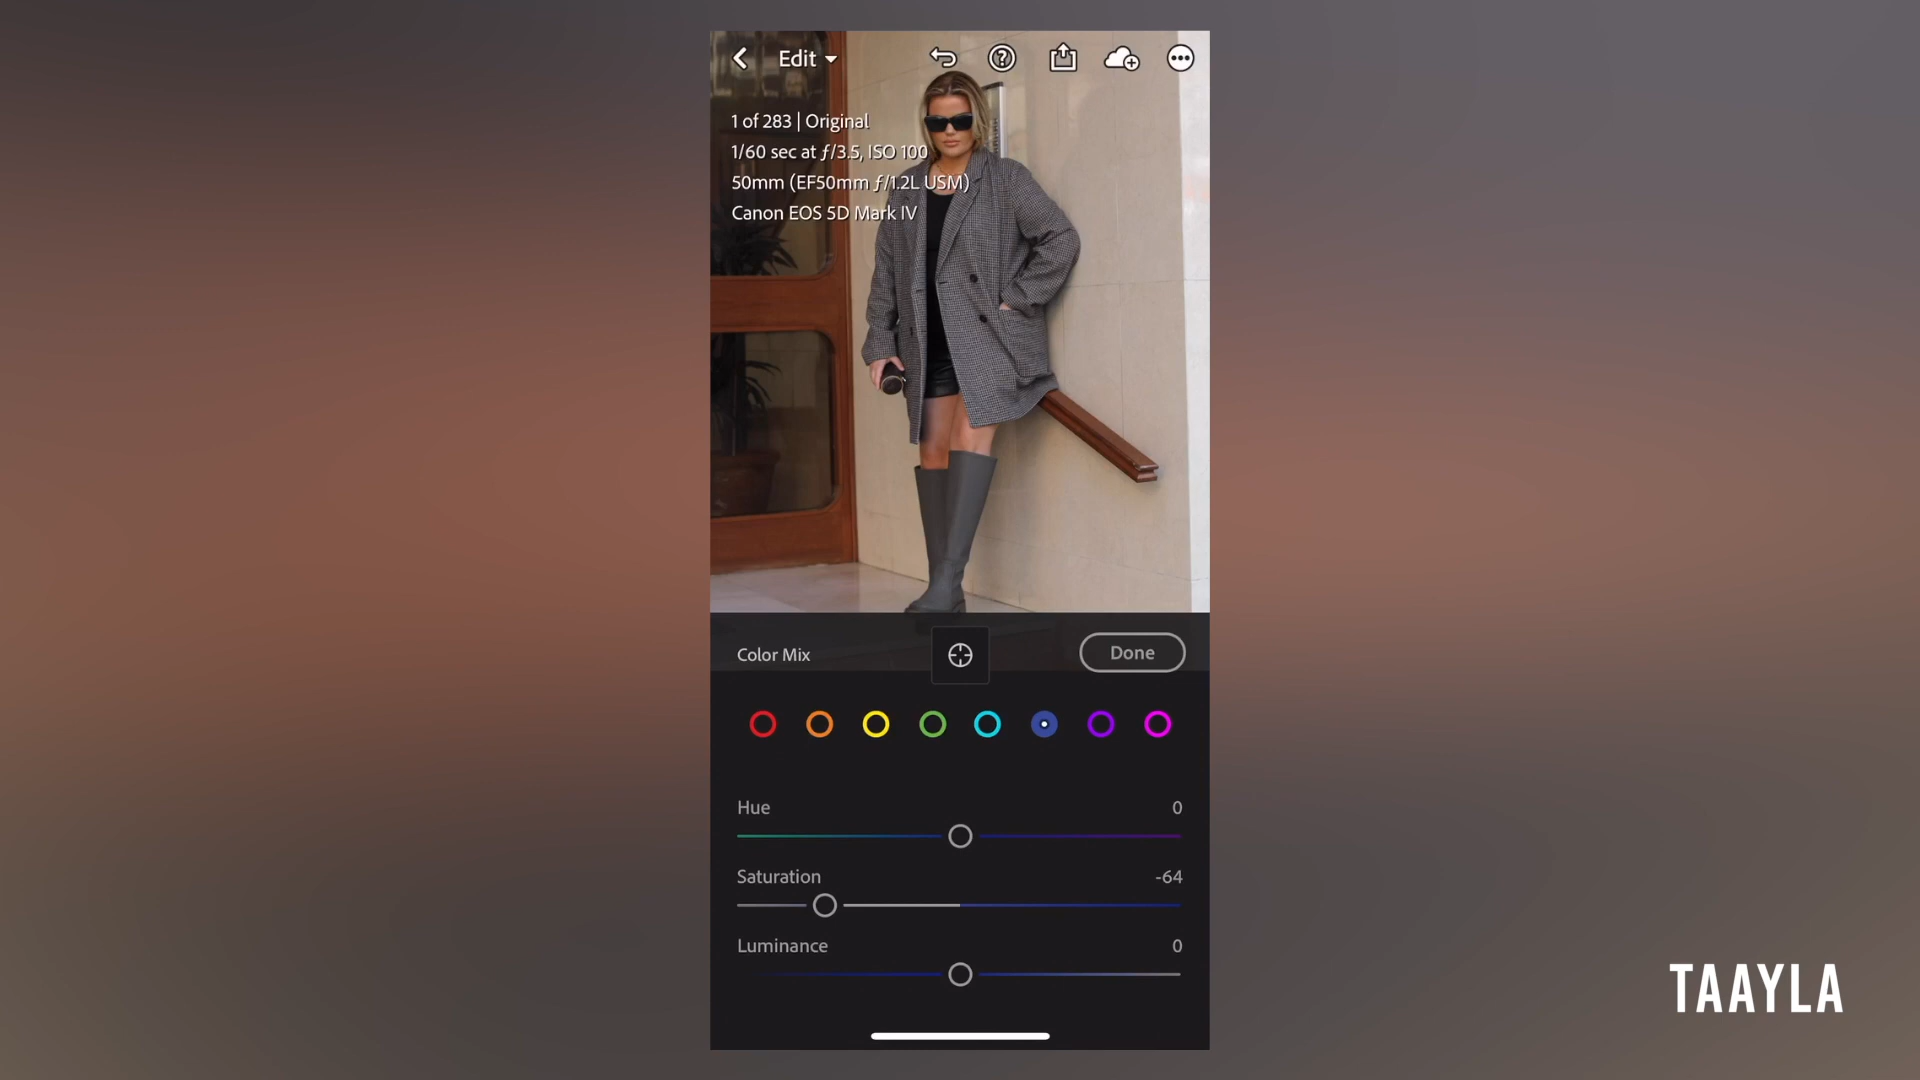 Edit
1 of 283 | Original
1/60 sec at ƒ/3.5, ISO 100
50mm (EF50mm ƒ/1.2L USM)
Canon EOS 5D Mark IV
Color Mix
Done
Hue 0
Saturation -64
Luminance 0
TAAYLA